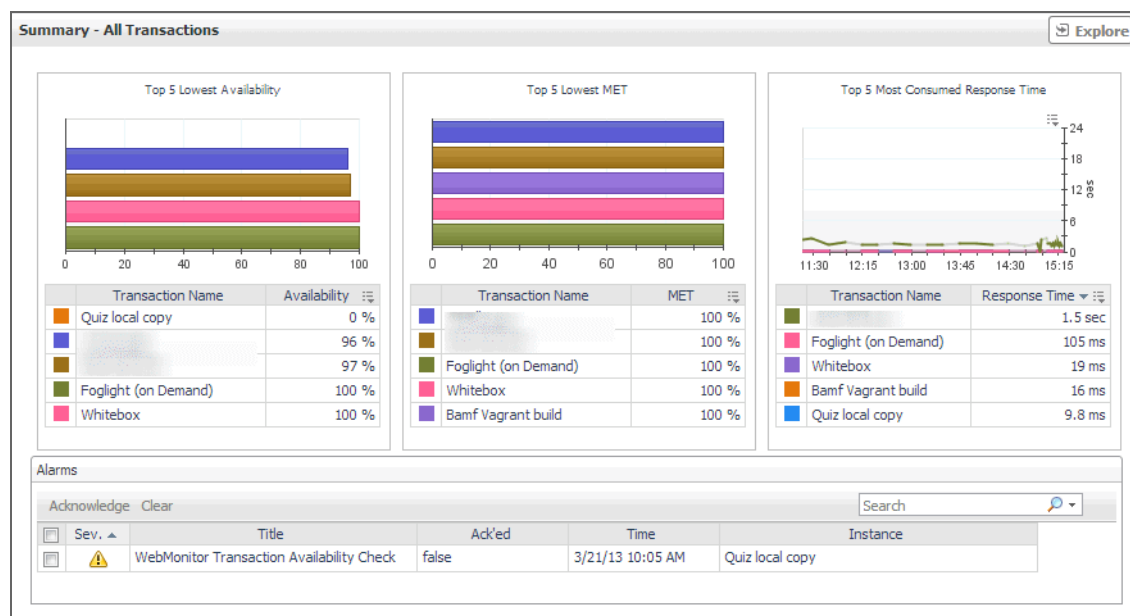 Summary - All Transactions
Explore
Top 5 Lowest Availability
0 20 40 60 80 100
Transaction Name Availability
Quiz local copy 0 %
96 %
97 %
Foglight (on Demand) 100 %
Whitebox 100 %
Top 5 Lowest MET
0 20 40 60 80 100
Transaction Name MET
100 %
100 %
Foglight (on Demand) 100 %
Whitebox 100 %
Bamf Vagrant build 100 %
Top 5 Most Consumed Response Time
24
18
12
6
0
sec
11:30 12:15 13:00 13:45 14:30 15:15
Transaction Name Response Time
1.5 sec
Foglight (on Demand) 105 ms
Whitebox 19 ms
Bamf Vagrant build 16 ms
Quiz local copy 9.8 ms
Alarms
Acknowledge Clear Search
Sev. Title Ack'ed Time Instance
WebMonitor Transaction Availability Check false 3/21/13 10:05 AM Quiz local copy